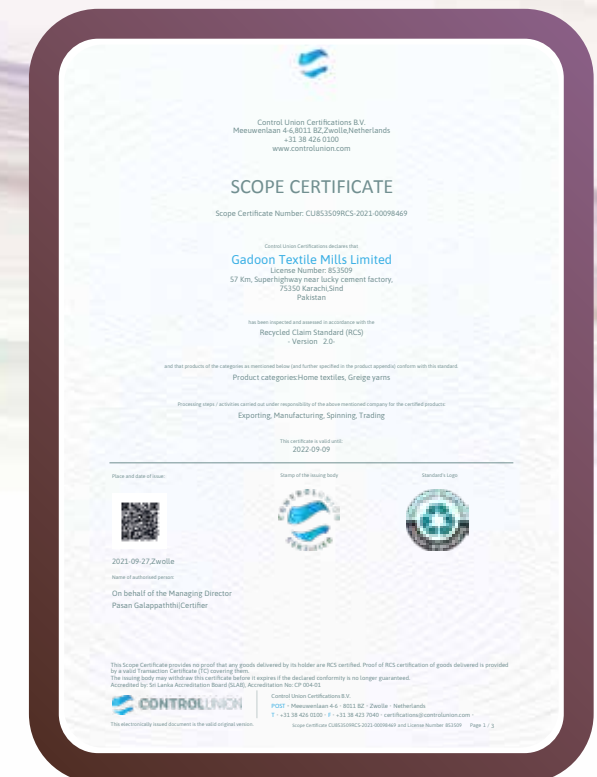 Control Union Certifications B.V.
Meeuwenlaan 4-6,8011 BZ,Zwolle,Netherlands
+31 38 426 0100
www.controlunion.com
SCOPE CERTIFICATE
Scope Certificate Number: CU853509RCS-2021-00098469
Control Union Certifications declares that
Gadoon Textile Mills Limited
License Number: 853509
57 Km, Superhighway near lucky cement factory,
75350 Karachi,Sind
Pakistan
has been inspected and assessed in accordance with the
Recycled Claim Standard (RCS)
- Version 2.0-
and that products of the categories as mentioned below (and further specified in the product appendix) conform with this standard.
Product categories:Home textiles, Greige yarns
Processing steps / activities carried out under responsibility of the above mentioned company for the certified products
Exporting, Manufacturing, Spinning, Trading
This certificate is valid until:
2022-09-09
Place and date of issue:
Stamp of the issuing body
Standard's Logo
CONTROLUNION
CERTIFIED
2021-09-27,Zwolle
Name of authorised person:
On behalf of the Managing Director
Pasan Galappaththi|Certifier
This Scope Certificate provides no proof that any goods delivered by its holder are RCS certified. Proof of RCS certification of goods delivered is provided
by a valid Transaction Certificate (TC) covering them.
The issuing body may withdraw this certificate before it expires if the declared conformity is no longer guaranteed.
Accredited by: Sri Lanka Accreditation Board (SLAB), Accreditation No: CP 004-01
CONTROLUNION
Control Union Certifications B.V.
POST • Meeuwenlaan 4-6 • 8011 BZ • Zwolle • Netherlands
T • +31 38 426 0100 • F • +31 38 423 7040 • certifications@controlunion.com •
This electronically issued document is the valid original version.
Scope Certificate CU853509RCS-2021-00098469 and License Number 853509 Page 1 / 3